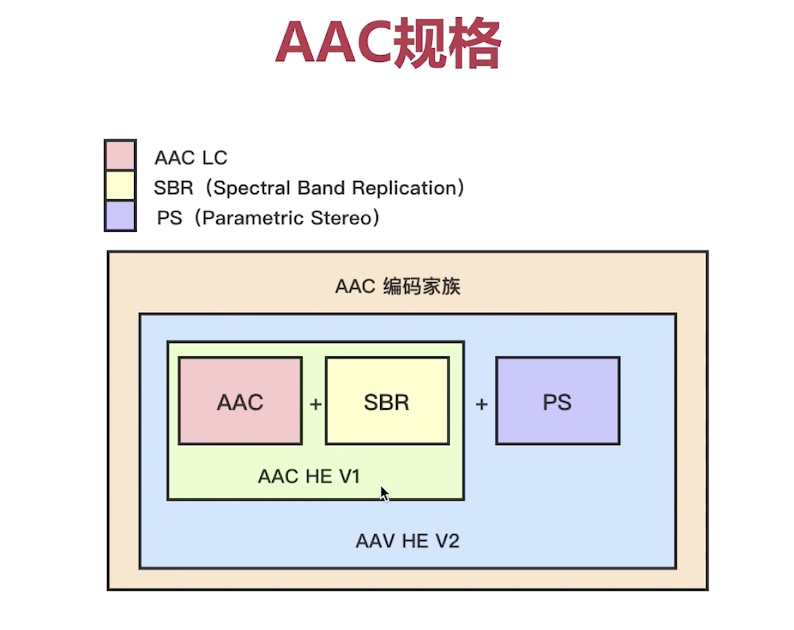 AAC规格
AAC LC
SBR（Spectral Band Replication）
PS（Parametric Stereo）
AAC 编码家族
AAC + SBR + PS
AAC HE V1
AAV HE V2